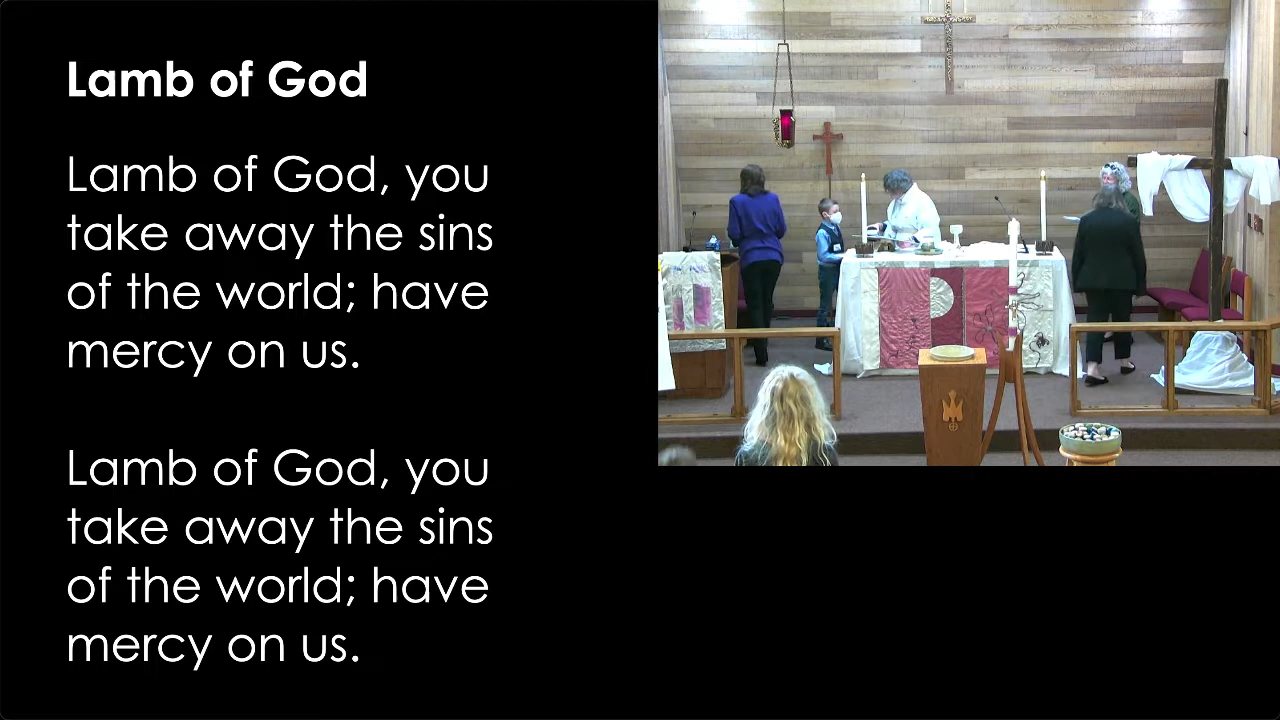 Lamb of God
Lamb of God, you
take away the sins
of the world; have
mercy on us.
Lamb of God, you
take away the sins
of the world; have
mercy on us.